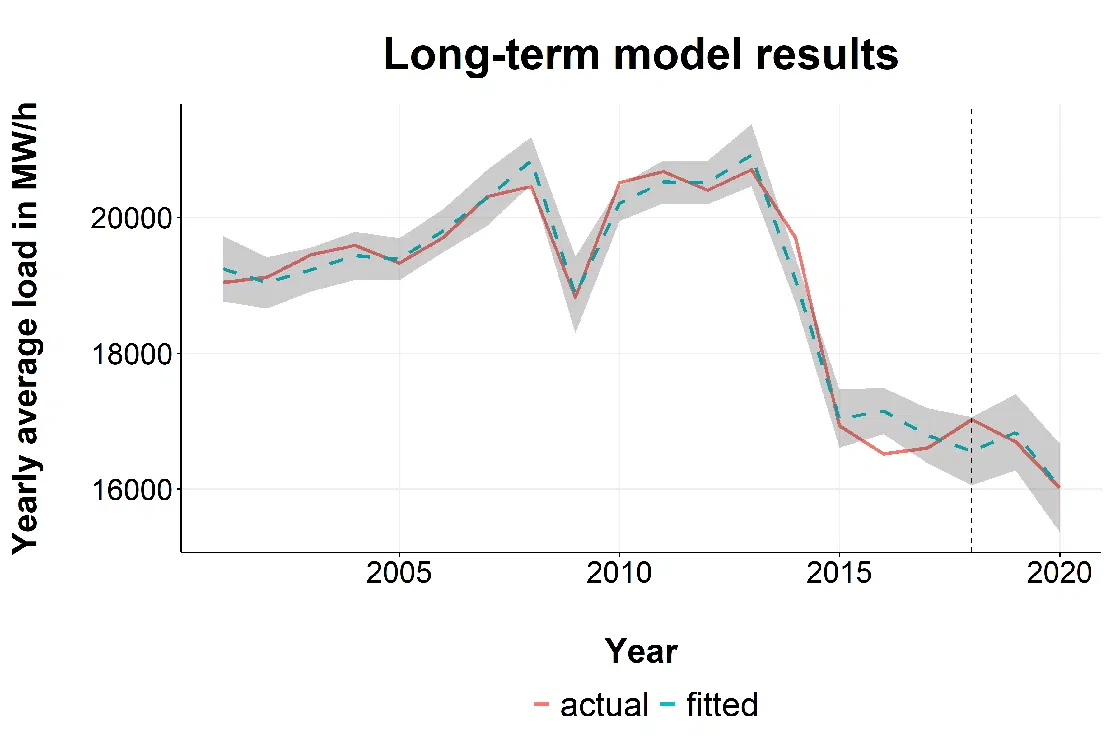 Long-term model results
Yearly average load in MW/h
20000
18000
16000
2005 2010 2015 2020
Year
actual fitted